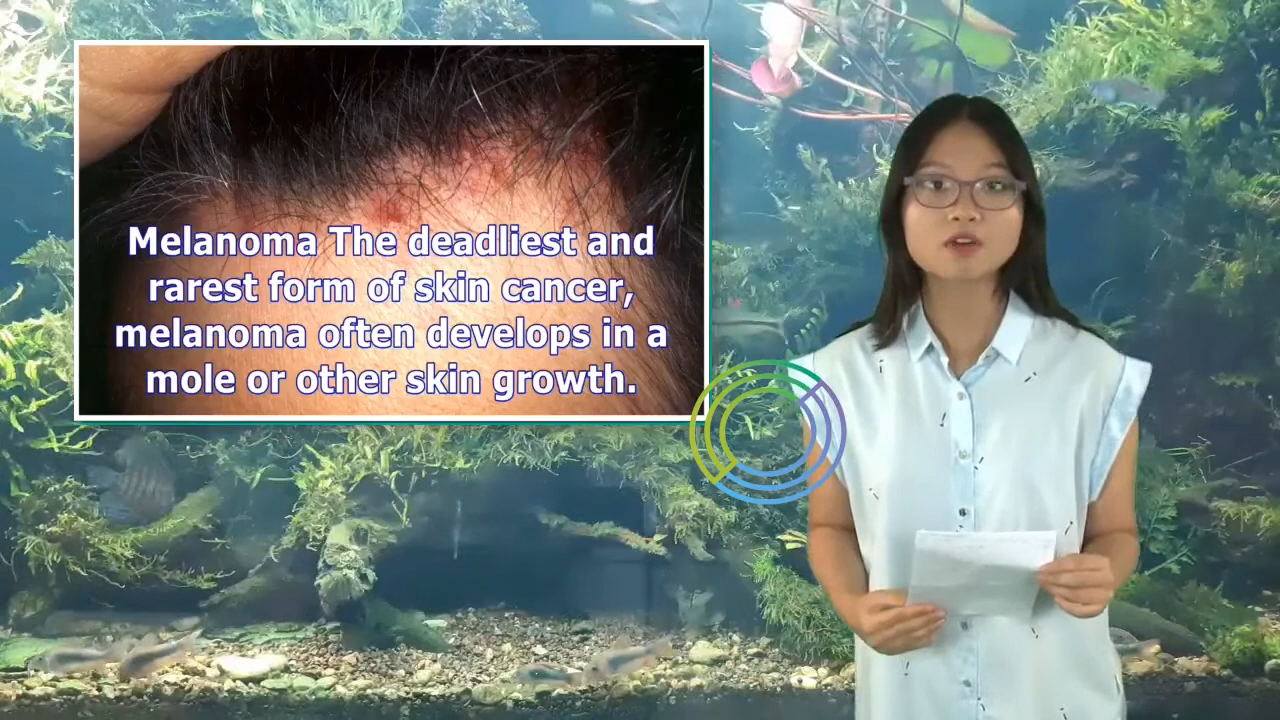 Melanoma The deadliest and
rarest form of skin cancer,
melanoma often develops in a
mole or other skin growth.